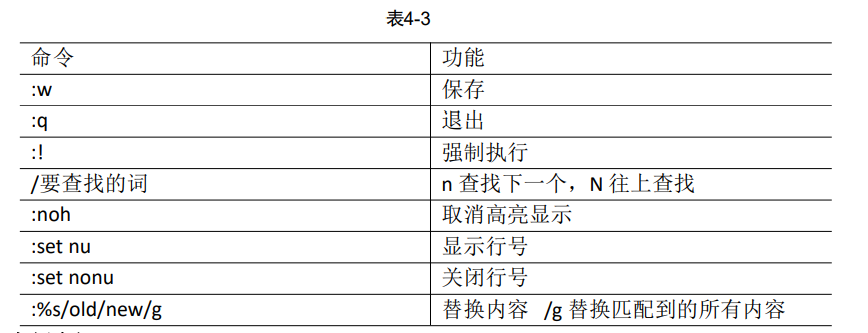 表4-3
命令 功能
:w 保存
:q 退出
:! 强制执行
/要查找的词 n 查找下一个，N 往上查找
:noh 取消高亮显示
:set nu 显示行号
:set nonu 关闭行号
:%s/old/new/g 替换内容 /g 替换匹配到的所有内容